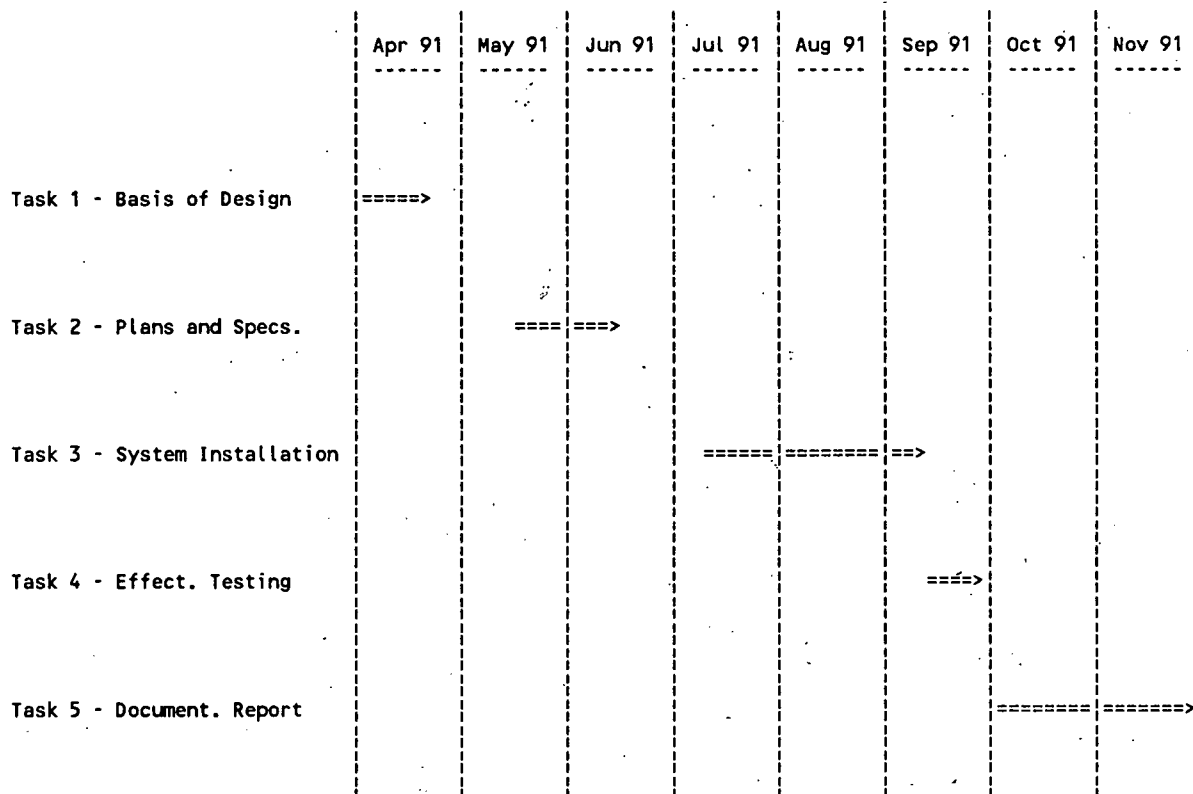 Apr 91 May 91 Jun 91 Jul 91 Aug 91 Sep 91 Oct 91 Nov 91
------ ------ ------ ------ ------ ------ ------ ------
Task 1 - Basis of Design =====>
Task 2 - Plans and Specs. ==== ===>
Task 3 - System Installation ====== ======== ==>
Task 4 - Effect. Testing ====>
Task 5 - Document. Report ======== =======>